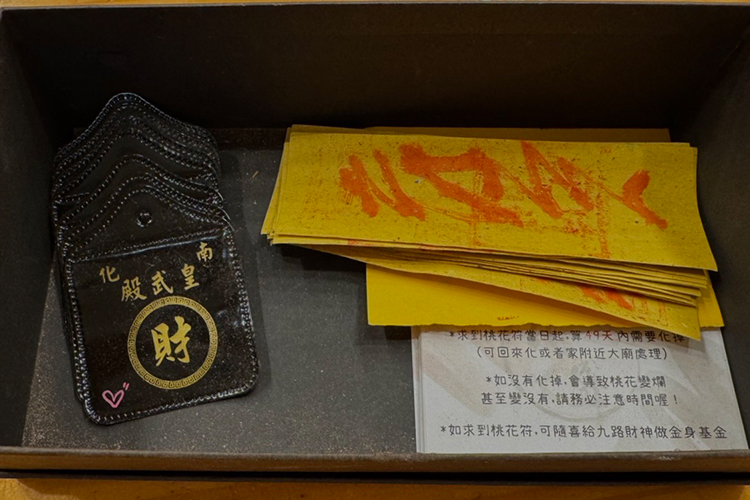 南皇武殿化
財
*求到桃花符當日起,算49天內需要化掉
(可回來化或者家附近大廟處理)
*如沒有化掉,會導致桃花變爛
甚至變沒有,請務必注意時間喔!
*如求到桃花符,可隨喜給九路財神做金身基金